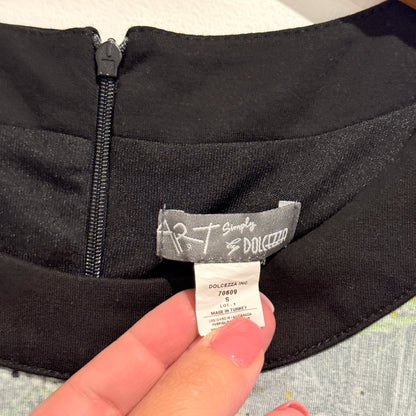 ART Simply
DOLCEZZA
DOLCEZZA INC
70609
S
LOT - 1
MADE IN TURKEY